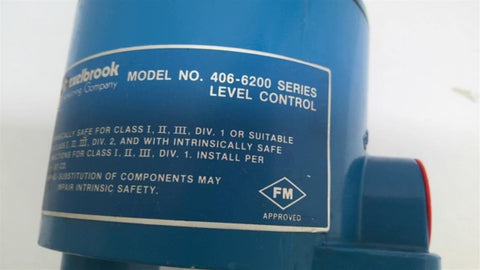 MODEL NO. 406-6200 SERIES
LEVEL CONTROL
SAFE FOR CLASS I, II, III, DIV. 1 OR SUITABLE
I, II, III, DIV. 2, AND WITH INTRINSICALLY SAFE
FOR CLASS I, II, III, DIV. 1. INSTALL PER
SUBSTITUTION OF COMPONENTS MAY
INTRINSIC SAFETY.
FM
APPROVED